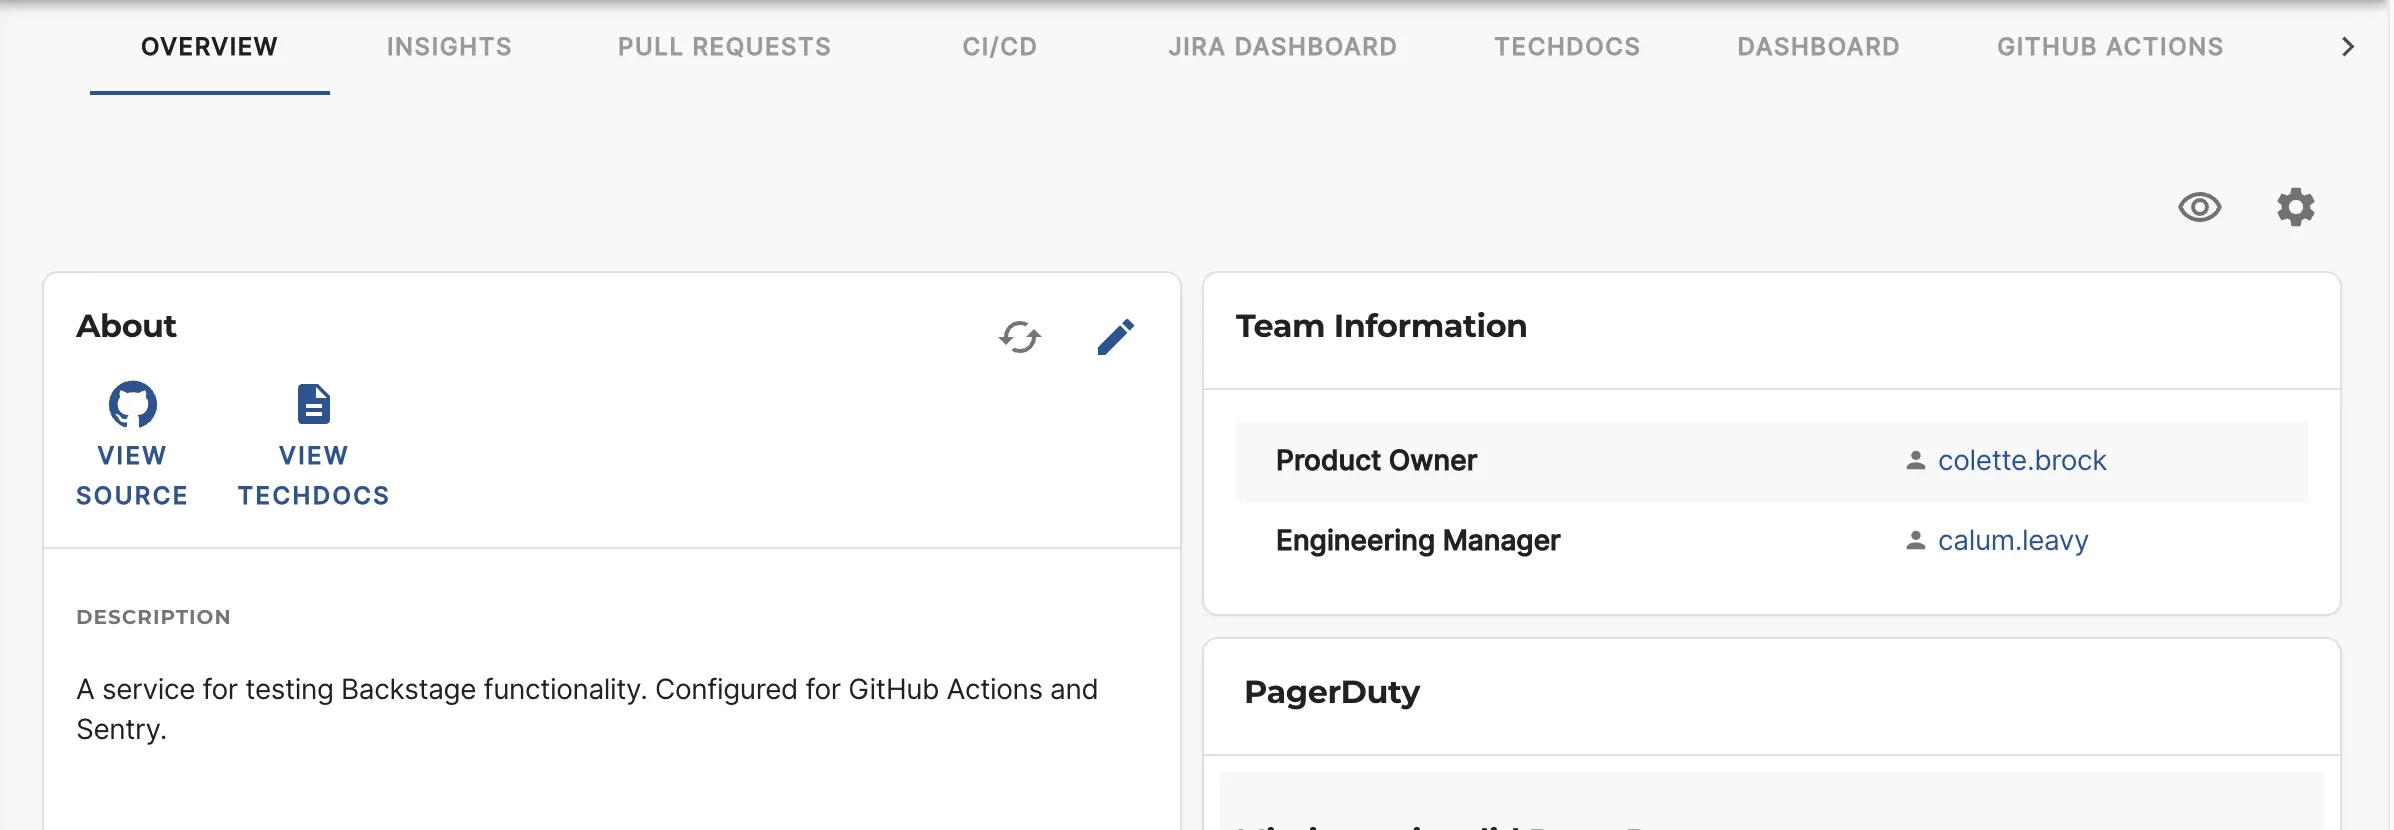 OVERVIEW INSIGHTS PULL REQUESTS CI/CD JIRA DASHBOARD TECHDOCS DASHBOARD GITHUB ACTIONS
About
VIEW SOURCE
VIEW TECHDOCS
DESCRIPTION
A service for testing Backstage functionality. Configured for GitHub Actions and
Sentry.
Team Information
Product Owner colette.brock
Engineering Manager calum.leavy
PagerDuty